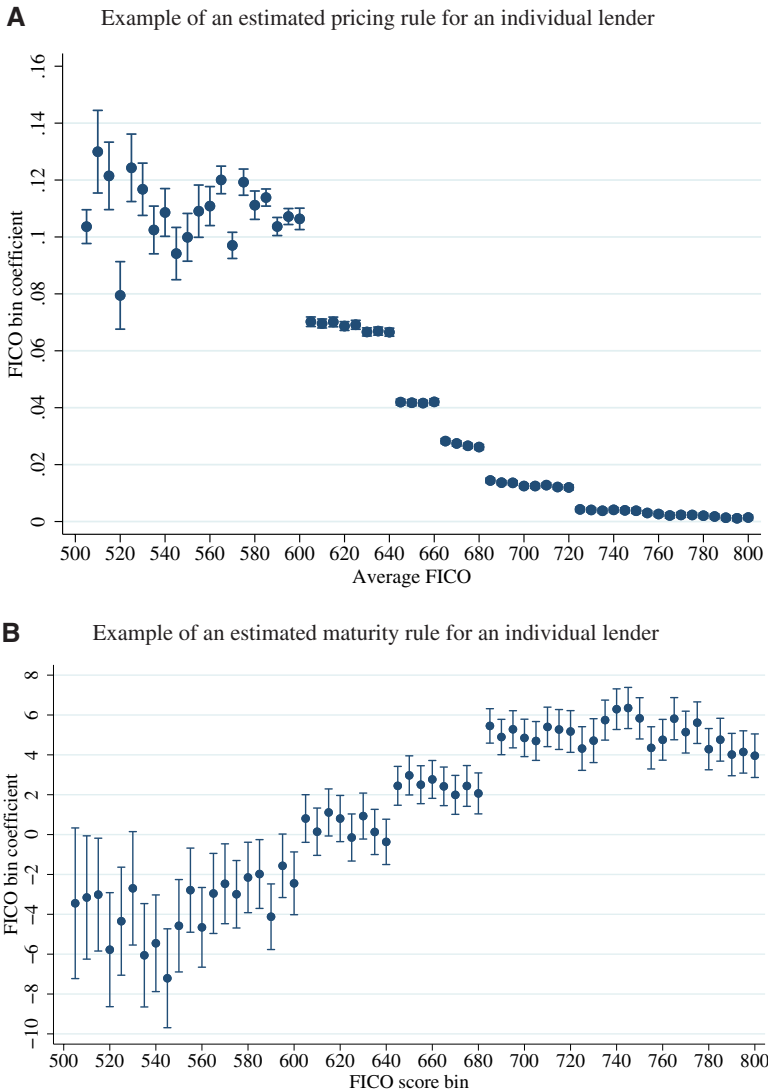 A
Example of an estimated pricing rule for an individual lender
.16
.14
.12
.1
.08
.06
.04
.02
0
FICO bin coefficient
500 520 540 560 580 600 620 640 660 680 700 720 740 760 780 800
Average FICO
B
Example of an estimated maturity rule for an individual lender
8
6
4
2
0
−2
−4
−6
−8
−10
FICO bin coefficient
500 520 540 560 580 600 620 640 660 680 700 720 740 760 780 800
FICO score bin